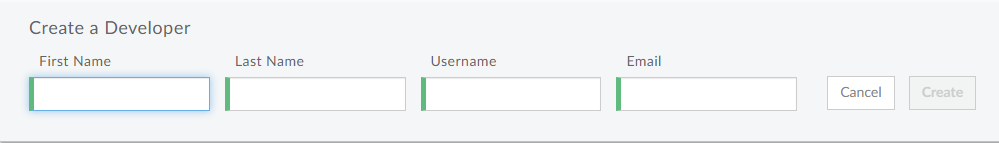 Create a Developer
First Name
Last Name
Username
Email
Cancel
Create